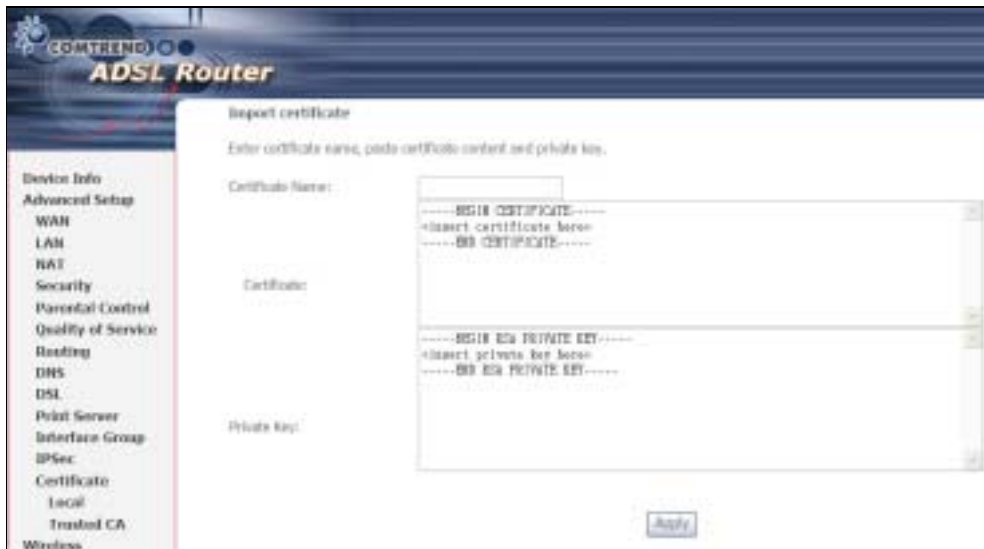 COMTREND
ADSL Router
Import certificate
Enter certificate name, paste certificate content and private key.
Certificate Name:
-----BEGIN CERTIFICATE-----
<insert certificate here>
-----END CERTIFICATE-----
Certificate:
-----BEGIN RSA PRIVATE KEY-----
<insert private key here>
-----END RSA PRIVATE KEY-----
Private Key:
Apply
Device Info
Advanced Setup
WAN
LAN
NAT
Security
Parental Control
Quality of Service
Routing
DNS
DSL
Print Server
Interface Group
IPSec
Certificate
Local
Trusted CA
Wireless